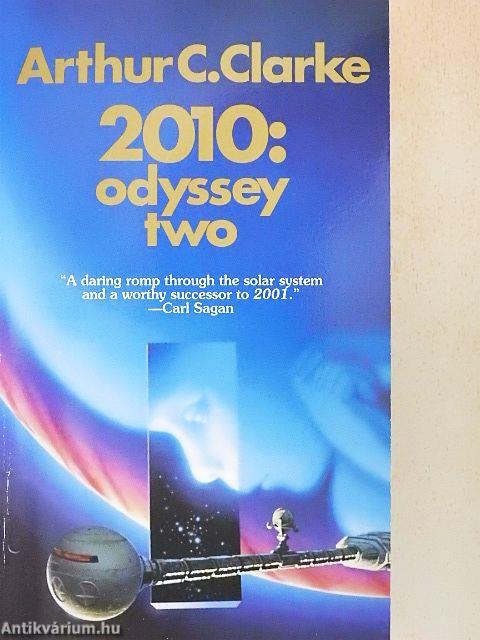 Arthur C. Clarke
2010:
odyssey
two
“A daring romp through the solar system
and a worthy successor to 2001.”
—Carl Sagan
Antikvárium.hu